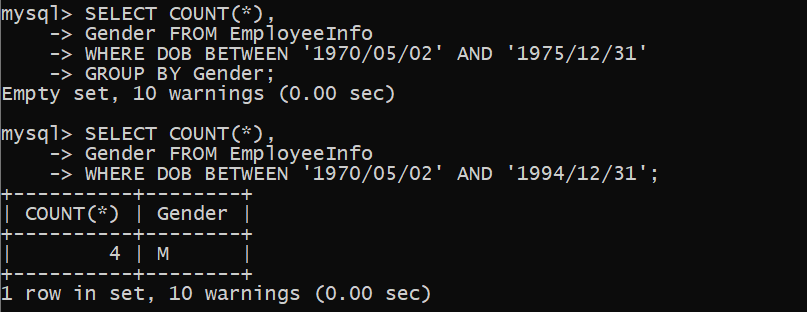 mysql> SELECT COUNT(*),
    -> Gender FROM EmployeeInfo
    -> WHERE DOB BETWEEN '1970/05/02' AND '1975/12/31'
    -> GROUP BY Gender;
Empty set, 10 warnings (0.00 sec)

mysql> SELECT COUNT(*),
    -> Gender FROM EmployeeInfo
    -> WHERE DOB BETWEEN '1970/05/02' AND '1994/12/31';
+----------+--------+
| COUNT(*) | Gender |
+----------+--------+
|        4 | M      |
+----------+--------+
1 row in set, 10 warnings (0.00 sec)